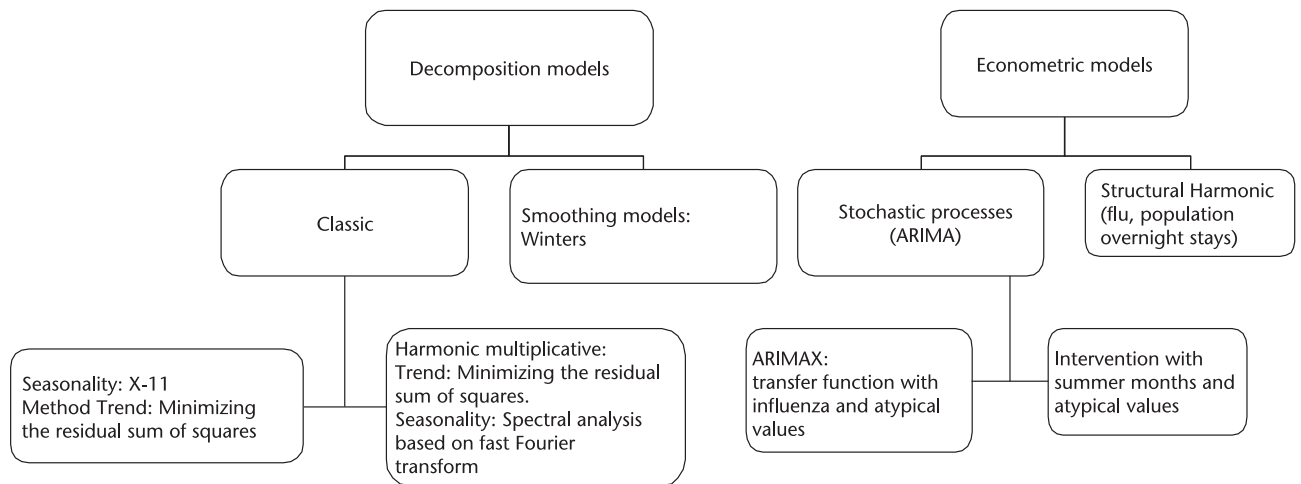 Decomposition models
Econometric models
Classic
Smoothing models:
Winters
Stochastic processes
(ARIMA)
Structural Harmonic
(flu, population
overnight stays)
Seasonality: X-11
Method Trend: Minimizing
the residual sum of squares
Harmonic multiplicative:
Trend: Minimizing the residual
sum of squares.
Seasonality: Spectral analysis
based on fast Fourier
transform
ARIMAX:
transfer function with
influenza and atypical
values
Intervention with
summer months and
atypical values